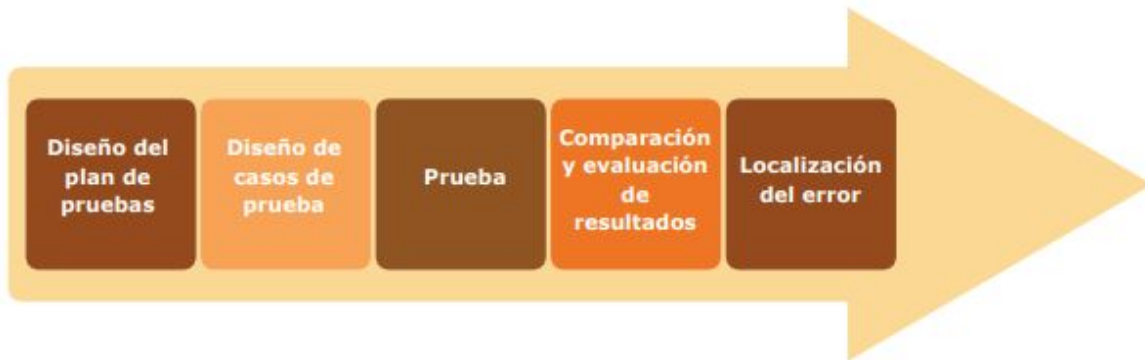 Diseño del
plan de
pruebas
Diseño de
casos de
prueba
Prueba
Comparación
y evaluación
de
resultados
Localización
del error